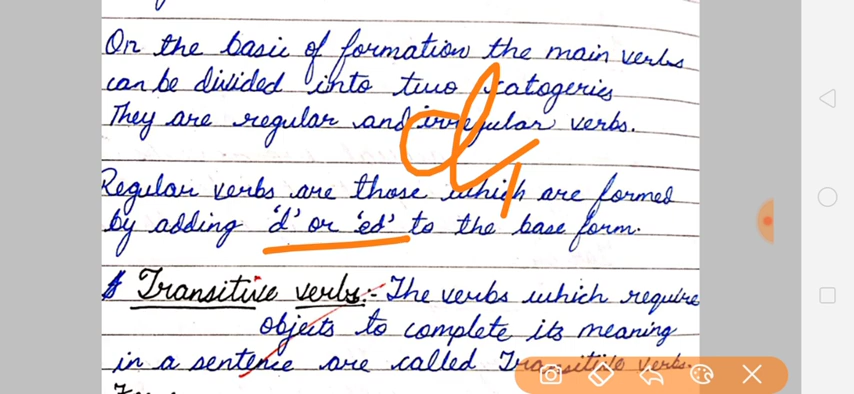 On the basic of formation the main verbs
can be divided into two catogeries
They are regular and irregular verbs.
Regular verbs are those which are formed
by adding 'd' or 'ed' to the base form.
Transitive verbs:- The verbs which require
objects to complete its meaning
in a sentence are called Transitive verbs.
d,